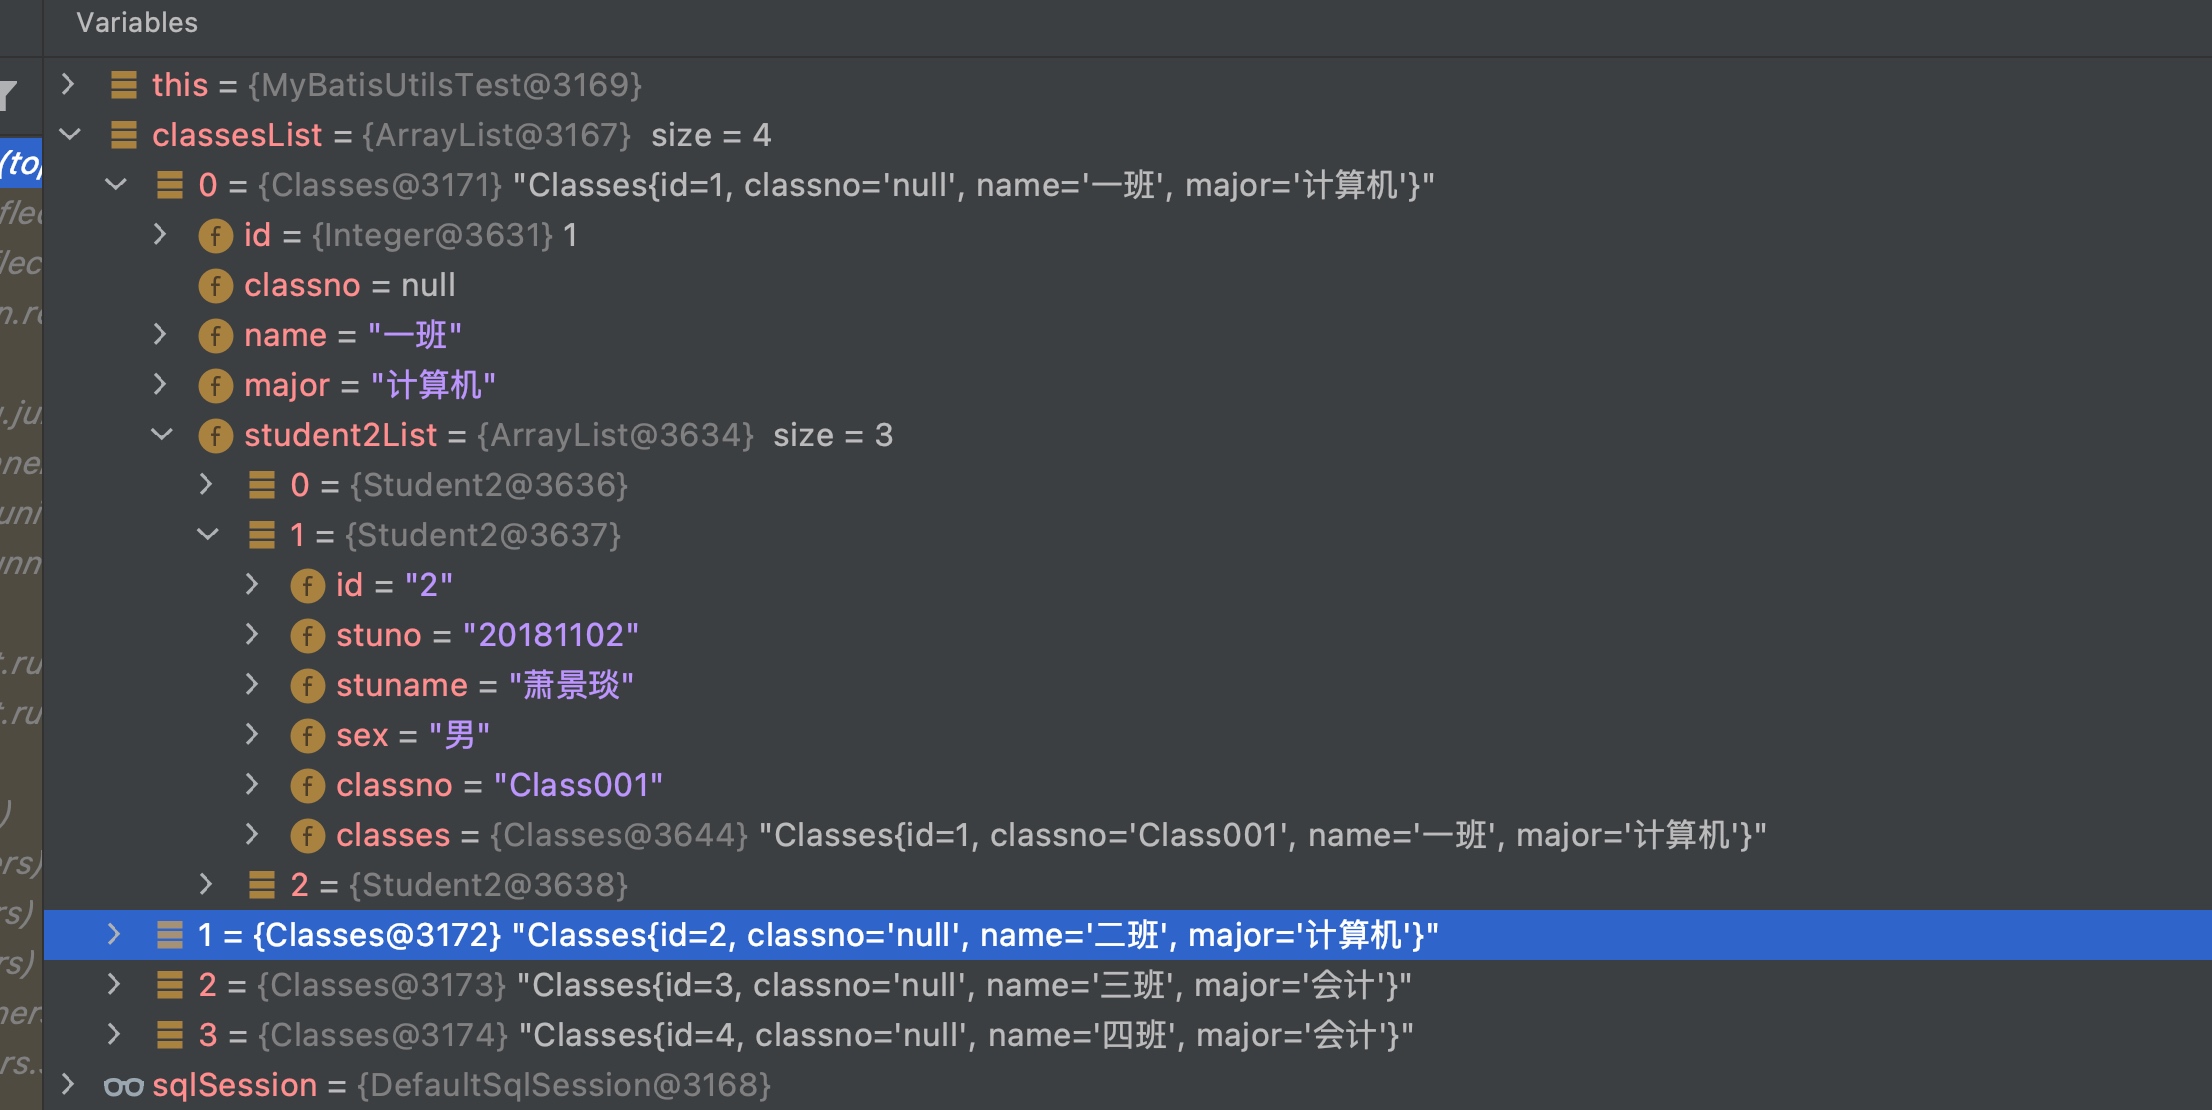 Variables
this = {MyBatisUtilsTest@3169}
classesList = {ArrayList@3167} size = 4
(to
0 = {Classes@3171} "Classes{id=1, classno='null', name='一班', major='计算机'}"
id = {Integer@3631} 1
classno = null
name = "一班"
major = "计算机"
student2List = {ArrayList@3634} size = 3
0 = {Student2@3636}
1 = {Student2@3637}
id = "2"
stuno = "20181102"
stuname = "萧景琰"
sex = "男"
classno = "Class001"
classes = {Classes@3644} "Classes{id=1, classno='Class001', name='一班', major='计算机'}"
2 = {Student2@3638}
1 = {Classes@3172} "Classes{id=2, classno='null', name='二班', major='计算机'}"
2 = {Classes@3173} "Classes{id=3, classno='null', name='三班', major='会计'}"
3 = {Classes@3174} "Classes{id=4, classno='null', name='四班', major='会计'}"
sqlSession = {DefaultSqlSession@3168}